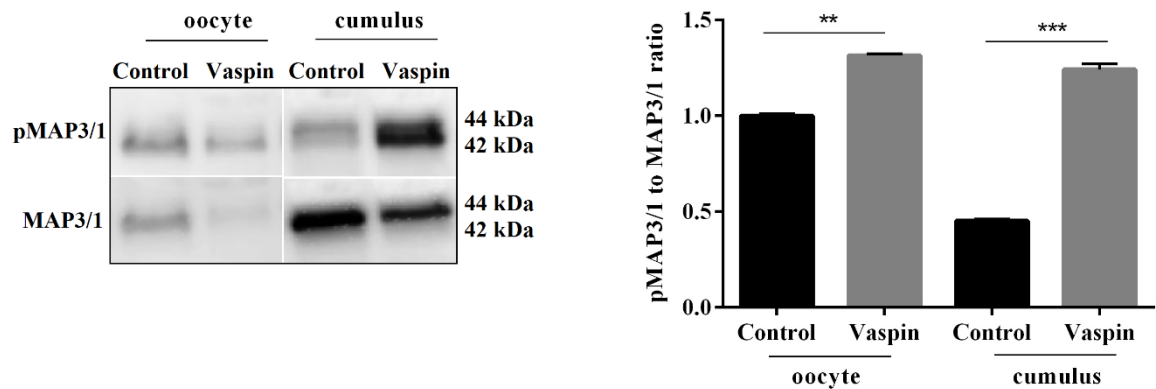 oocyte cumulus
Control Vaspin Control Vaspin
pMAP3/1
44 kDa
42 kDa
MAP3/1
44 kDa
42 kDa
pMAP3/1 to MAP3/1 ratio
1.5
1.0
0.5
0.0
** ***
Control Vaspin Control Vaspin
oocyte cumulus